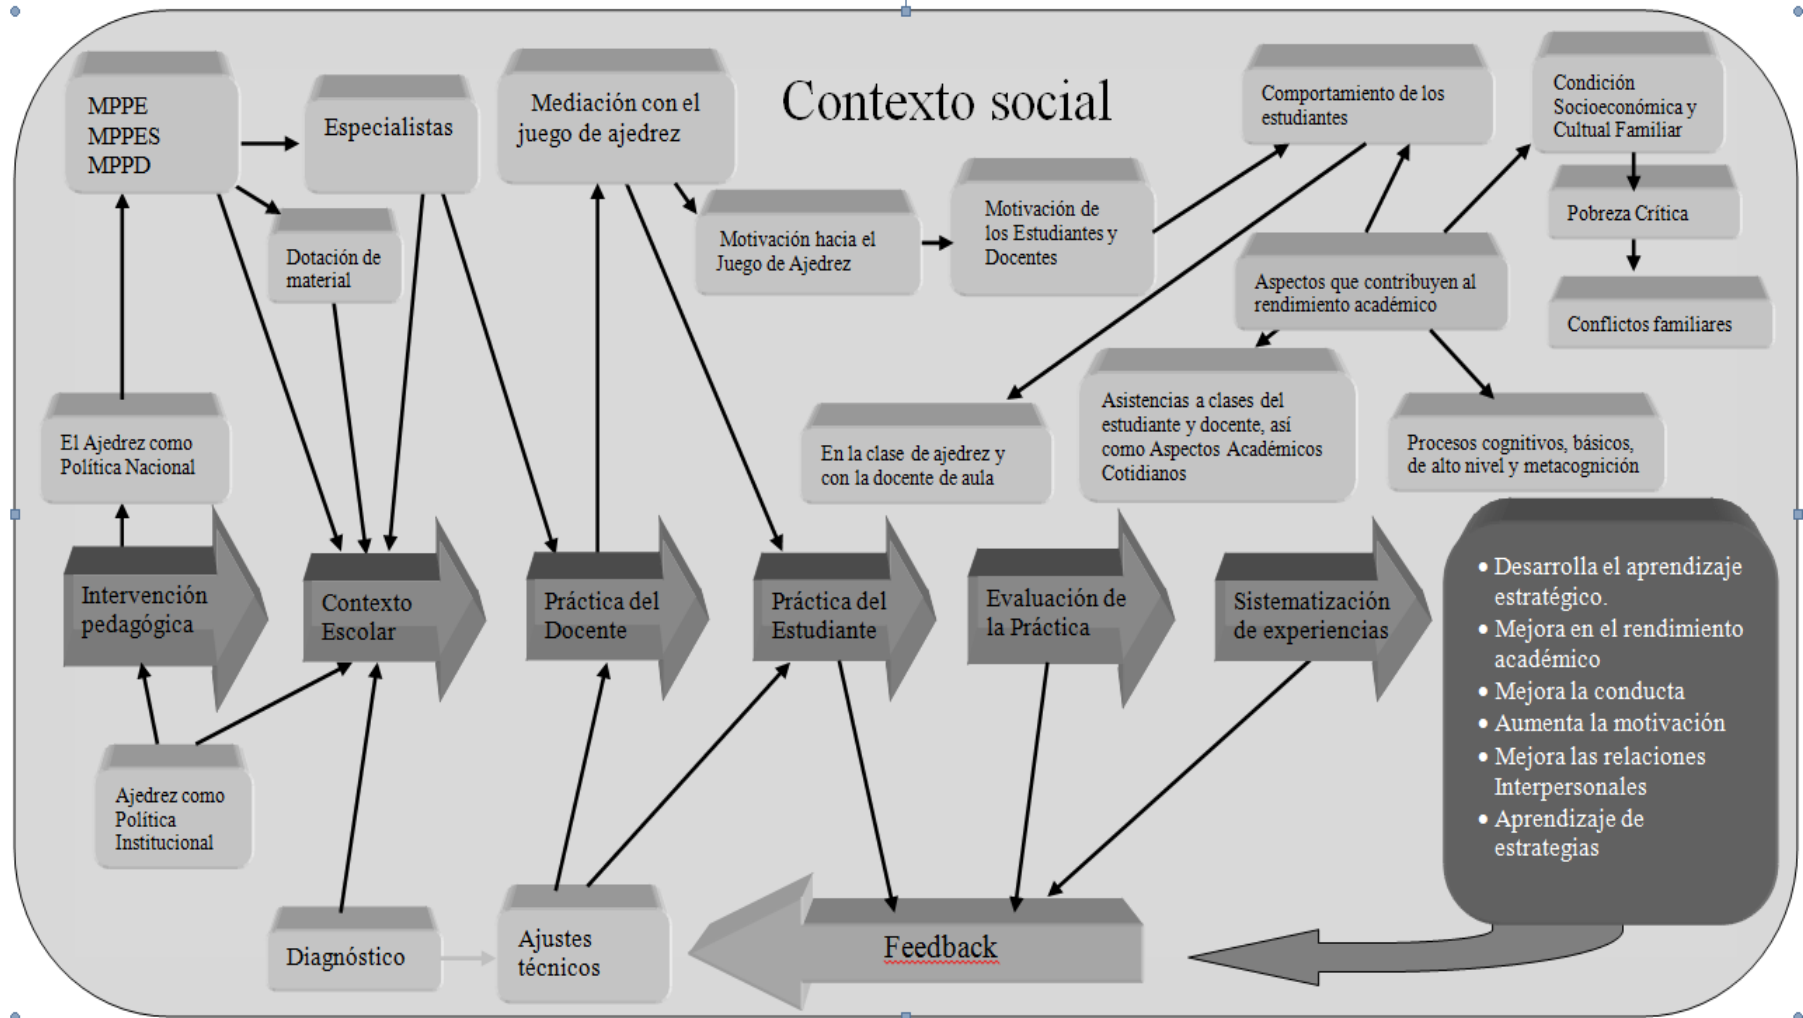 Contexto social
MPPE
MPPES
MPPD
Especialistas
Mediación con el
juego de ajedrez
Comportamiento de los
estudiantes
Condición
Socioeconómica y
Cultual Familiar
Dotación de
material
Motivación hacia el
Juego de Ajedrez
Motivación de
los Estudiantes y
Docentes
Pobreza Crítica
Aspectos que contribuyen al
rendimiento académico
Conflictos familiares
El Ajedrez como
Política Nacional
En la clase de ajedrez y
con la docente de aula
Asistencias a clases del
estudiante y docente, así
como Aspectos Académicos
Cotidianos
Procesos cognitivos, básicos,
de alto nivel y metacognición
Intervención
pedagógica
Contexto
Escolar
Práctica del
Docente
Práctica del
Estudiante
Evaluación de
la Práctica
Sistematización
de experiencias
• Desarrolla el aprendizaje
estratégico.
• Mejora en el rendimiento
académico
• Mejora la conducta
• Aumenta la motivación
• Mejora las relaciones
Interpersonales
• Aprendizaje de
estrategias
Ajedrez como
Política
Institucional
Diagnóstico
Ajustes
técnicos
Feedback